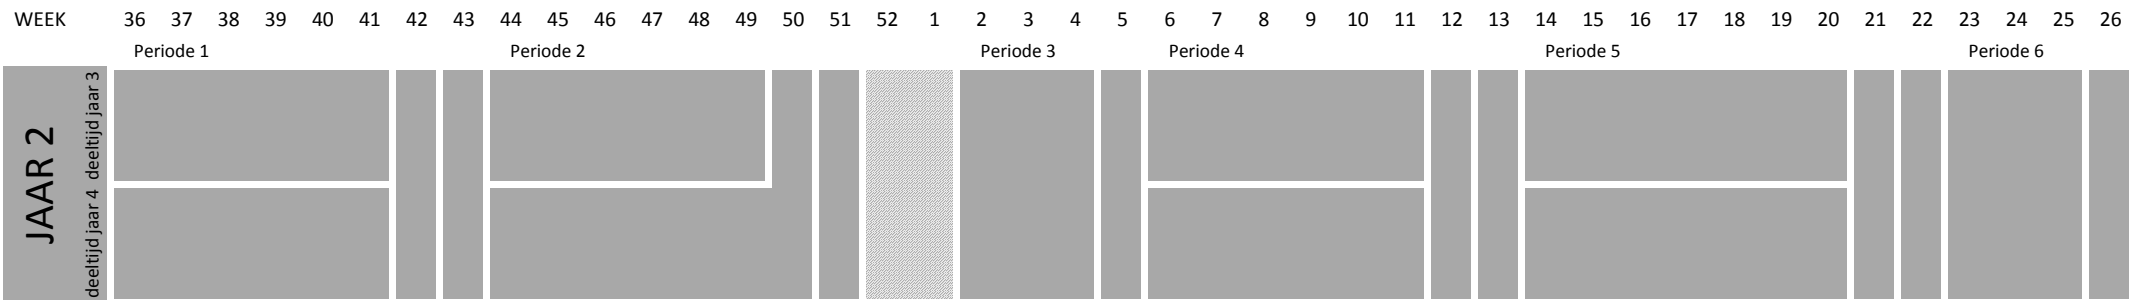 WEEK 36 37 38 39 40 41 42 43 44 45 46 47 48 49 50 51 52 1 2 3 4 5 6 7 8 9 10 11 12 13 14 15 16 17 18 19 20 21 22 23 24 25 26
Periode 1 Periode 2 Periode 3 Periode 4 Periode 5 Periode 6
JAAR 2
deeltijd jaar 4 deeltijd jaar 3